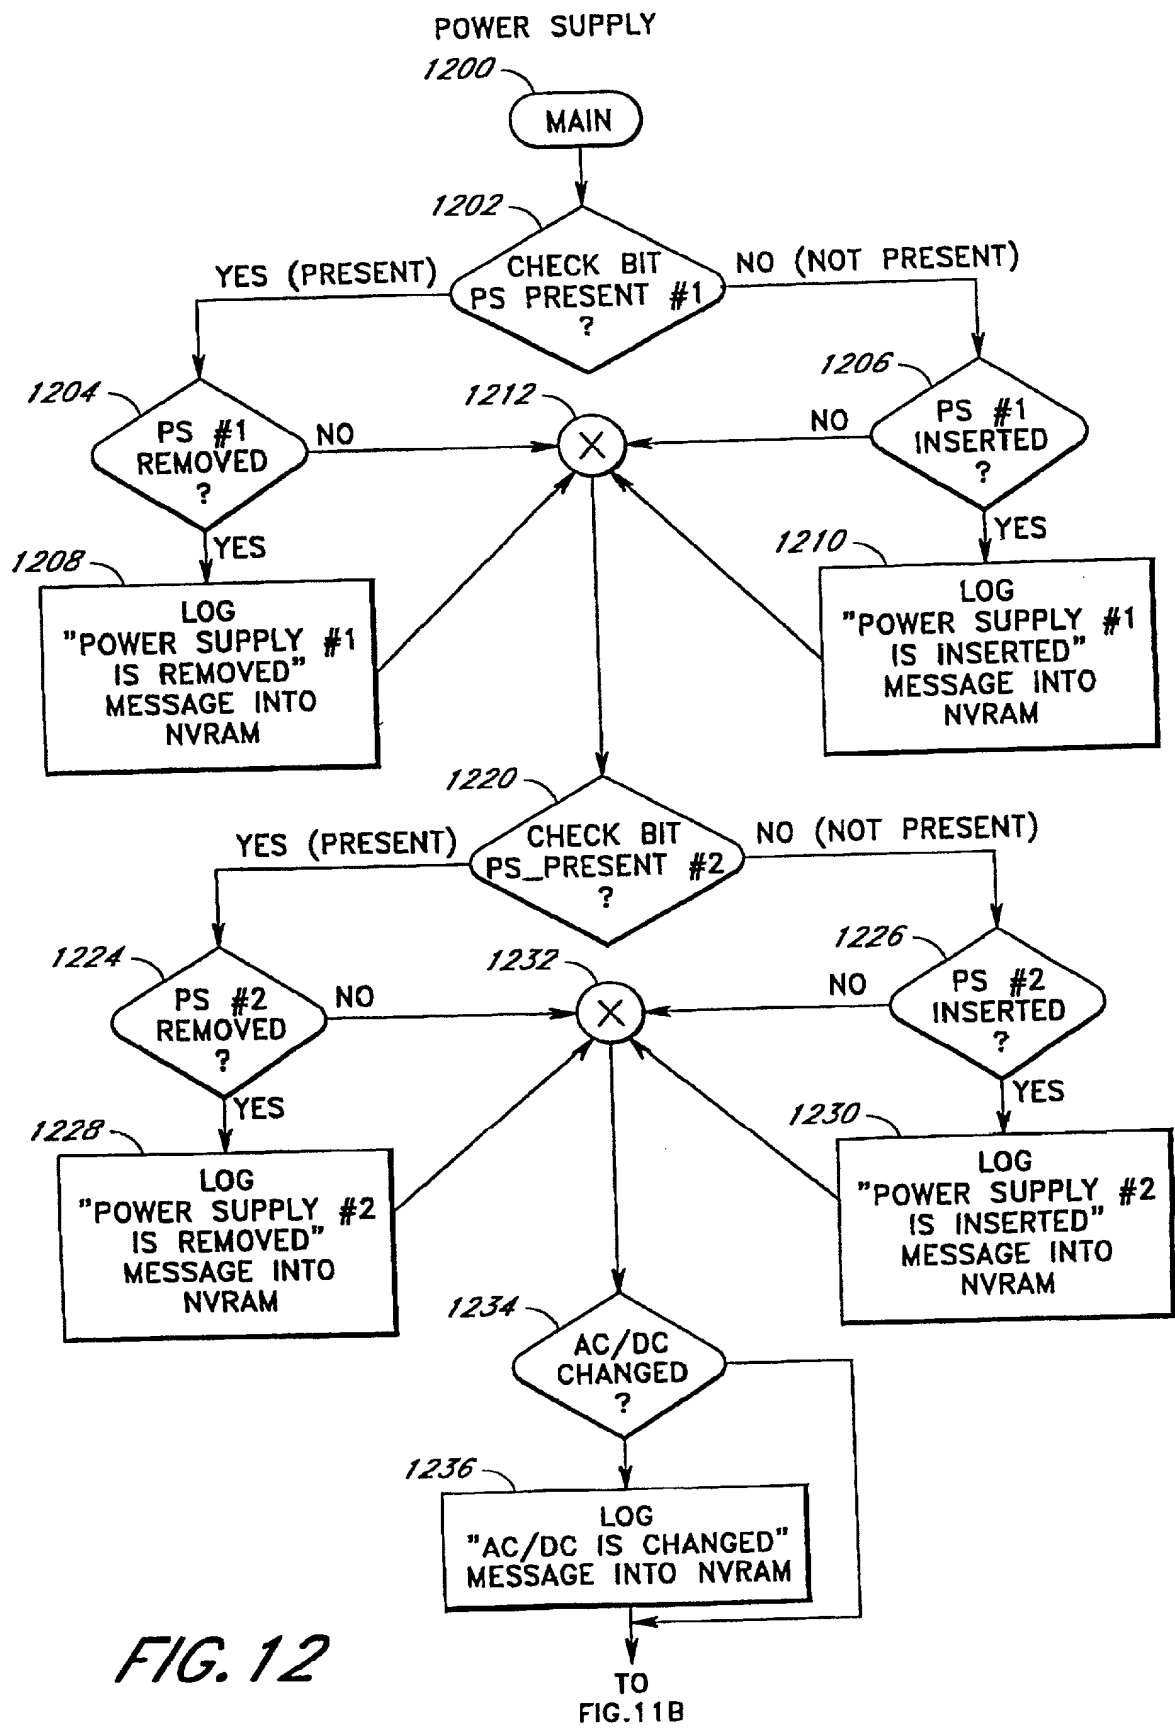 POWER SUPPLY
1200
MAIN
1202
CHECK BIT
PS PRESENT #1
?
YES (PRESENT)
NO (NOT PRESENT)
1204
PS #1
REMOVED
?
NO
YES
1212
1206
PS #1
INSERTED
?
NO
YES
1208
LOG
"POWER SUPPLY #1
IS REMOVED"
MESSAGE INTO
NVRAM
1210
LOG
"POWER SUPPLY #1
IS INSERTED"
MESSAGE INTO
NVRAM
1220
CHECK BIT
PS_PRESENT #2
?
YES (PRESENT)
NO (NOT PRESENT)
1224
PS #2
REMOVED
?
NO
YES
1232
1226
PS #2
INSERTED
?
NO
YES
1228
LOG
"POWER SUPPLY #2
IS REMOVED"
MESSAGE INTO
NVRAM
1230
LOG
"POWER SUPPLY #2
IS INSERTED"
MESSAGE INTO
NVRAM
1234
AC/DC
CHANGED
?
1236
LOG
"AC/DC IS CHANGED"
MESSAGE INTO NVRAM
TO
FIG.11B
FIG. 12